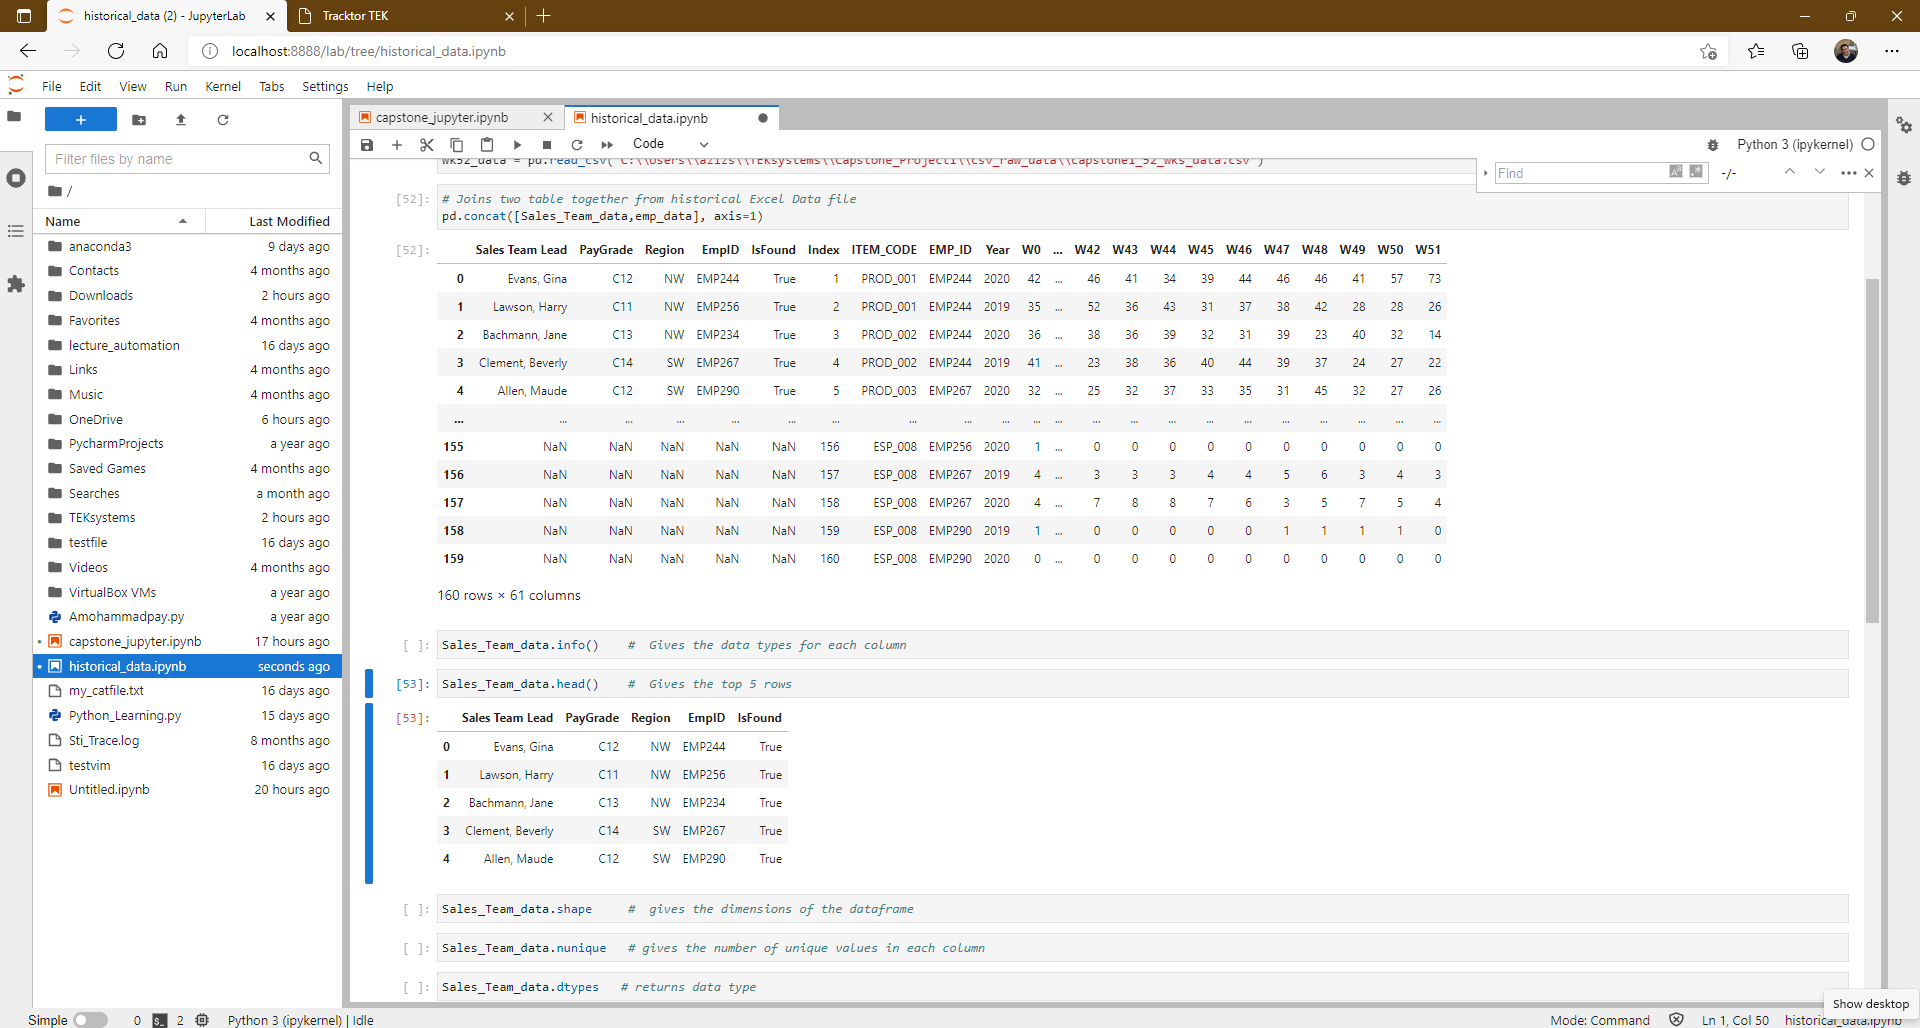 historical_data (2) - JupyterLab
Tracktor TEK
localhost:8888/lab/tree/historical_data.ipynb
File Edit View Run Kernel Tabs Settings Help
Filter files by name
/
Name Last Modified
anaconda3 9 days ago
Contacts 4 months ago
Downloads 2 hours ago
Favorites 4 months ago
lecture_automation 16 days ago
Links 4 months ago
Music 4 months ago
OneDrive 6 hours ago
PycharmProjects a year ago
Saved Games 4 months ago
Searches a month ago
TEKsystems 2 hours ago
testfile 16 days ago
Videos 4 months ago
VirtualBox VMs a year ago
Amohammadpay.py a year ago
capstone_jupyter.ipynb 17 hours ago
historical_data.ipynb seconds ago
my_catfile.txt 16 days ago
Python_Learning.py 15 days ago
Sti_Trace.log 8 months ago
testvim 16 days ago
Untitled.ipynb 20 hours ago
capstone_jupyter.ipynb
historical_data.ipynb
Code
Python 3 (ipykernel)
Find
-/-
wk52_data = pd.read_csv('C:\\Users\\azizs\\TEKsystems\\Capstone_Project1\\csv_raw_data\\capstone1_52_wks_data.csv')
[52]: # Joins two table together from historical Excel Data file
pd.concat([Sales_Team_data,emp_data], axis=1)
[52]: Sales Team Lead PayGrade Region EmpID IsFound Index ITEM_CODE EMP_ID Year W0 ... W42 W43 W44 W45 W46 W47 W48 W49 W50 W51
0 Evans, Gina C12 NW EMP244 True 1 PROD_001 EMP244 2020 42 ... 46 41 34 39 44 46 46 41 57 73
1 Lawson, Harry C11 NW EMP256 True 2 PROD_001 EMP244 2019 35 ... 52 36 43 31 37 38 42 28 28 26
2 Bachmann, Jane C13 NW EMP234 True 3 PROD_002 EMP244 2020 36 ... 38 36 39 32 31 39 23 40 32 14
3 Clement, Beverly C14 SW EMP267 True 4 PROD_002 EMP244 2019 41 ... 23 38 36 40 44 39 37 24 27 22
4 Allen, Maude C12 SW EMP290 True 5 PROD_003 EMP267 2020 32 ... 25 32 37 33 35 31 45 32 27 26
... ... ... ... ... ... ... ... ... ... ... ... ... ... ... ... ... ... ... ... ... ...
155 NaN NaN NaN NaN NaN 156 ESP_008 EMP256 2020 1 ... 0 0 0 0 0 0 0 0 0 0
156 NaN NaN NaN NaN NaN 157 ESP_008 EMP267 2019 4 ... 3 3 3 4 4 5 6 3 4 3
157 NaN NaN NaN NaN NaN 158 ESP_008 EMP267 2020 4 ... 7 8 8 7 6 3 5 7 5 4
158 NaN NaN NaN NaN NaN 159 ESP_008 EMP290 2019 1 ... 0 0 0 0 0 1 1 1 1 0
159 NaN NaN NaN NaN NaN 160 ESP_008 EMP290 2020 0 ... 0 0 0 0 0 0 0 0 0 0
160 rows × 61 columns
[ ]: Sales_Team_data.info() # Gives the data types for each column
[53]: Sales_Team_data.head() # Gives the top 5 rows
[53]: Sales Team Lead PayGrade Region EmpID IsFound
0 Evans, Gina C12 NW EMP244 True
1 Lawson, Harry C11 NW EMP256 True
2 Bachmann, Jane C13 NW EMP234 True
3 Clement, Beverly C14 SW EMP267 True
4 Allen, Maude C12 SW EMP290 True
[ ]: Sales_Team_data.shape # gives the dimensions of the dataframe
[ ]: Sales_Team_data.nunique # gives the number of unique values in each column
[ ]: Sales_Team_data.dtypes # returns data type
Show desktop
Simple 0 2 Python 3 (ipykernel) | Idle Mode: Command Ln 1, Col 50 historical_data.ipynb